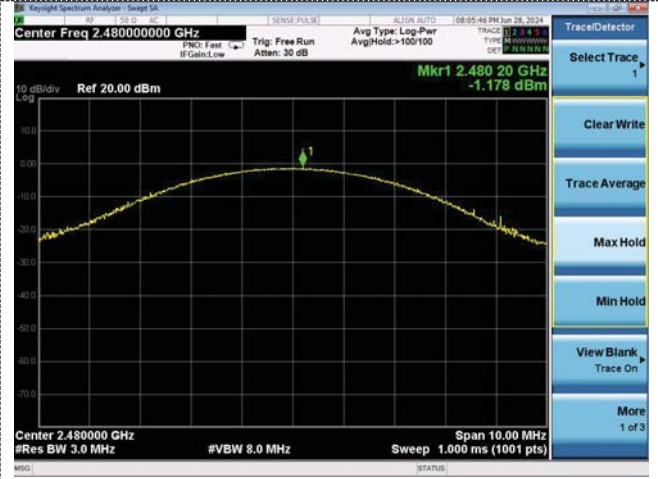 Keysight Spectrum Analyzer - Swept SA
RF 50 Ω AC SENSE:PULSE ALIGN AUTO 08:05:46 PM Jun 28, 2024
Center Freq 2.480000000 GHz
PNO: Fast
IFGain:Low
Trig: Free Run
Atten: 30 dB
Avg Type: Log-Pwr
Avg|Hold:>100/100
TRACE 1 2 3 4 5 6
TYPE M
DET P N N N N N
Mkr1 2.480 20 GHz
-1.178 dBm
10 dB/div Ref 20.00 dBm
Log
10.0
0.00
-10.0
-20.0
-30.0
-40.0
-50.0
-60.0
-70.0
1
Center 2.480000 GHz Span 10.00 MHz
#Res BW 3.0 MHz #VBW 8.0 MHz Sweep 1.000 ms (1001 pts)
MSG STATUS
Trace/Detector
Select Trace
1
Clear Write
Trace Average
Max Hold
Min Hold
View Blank
Trace On
More
1 of 3